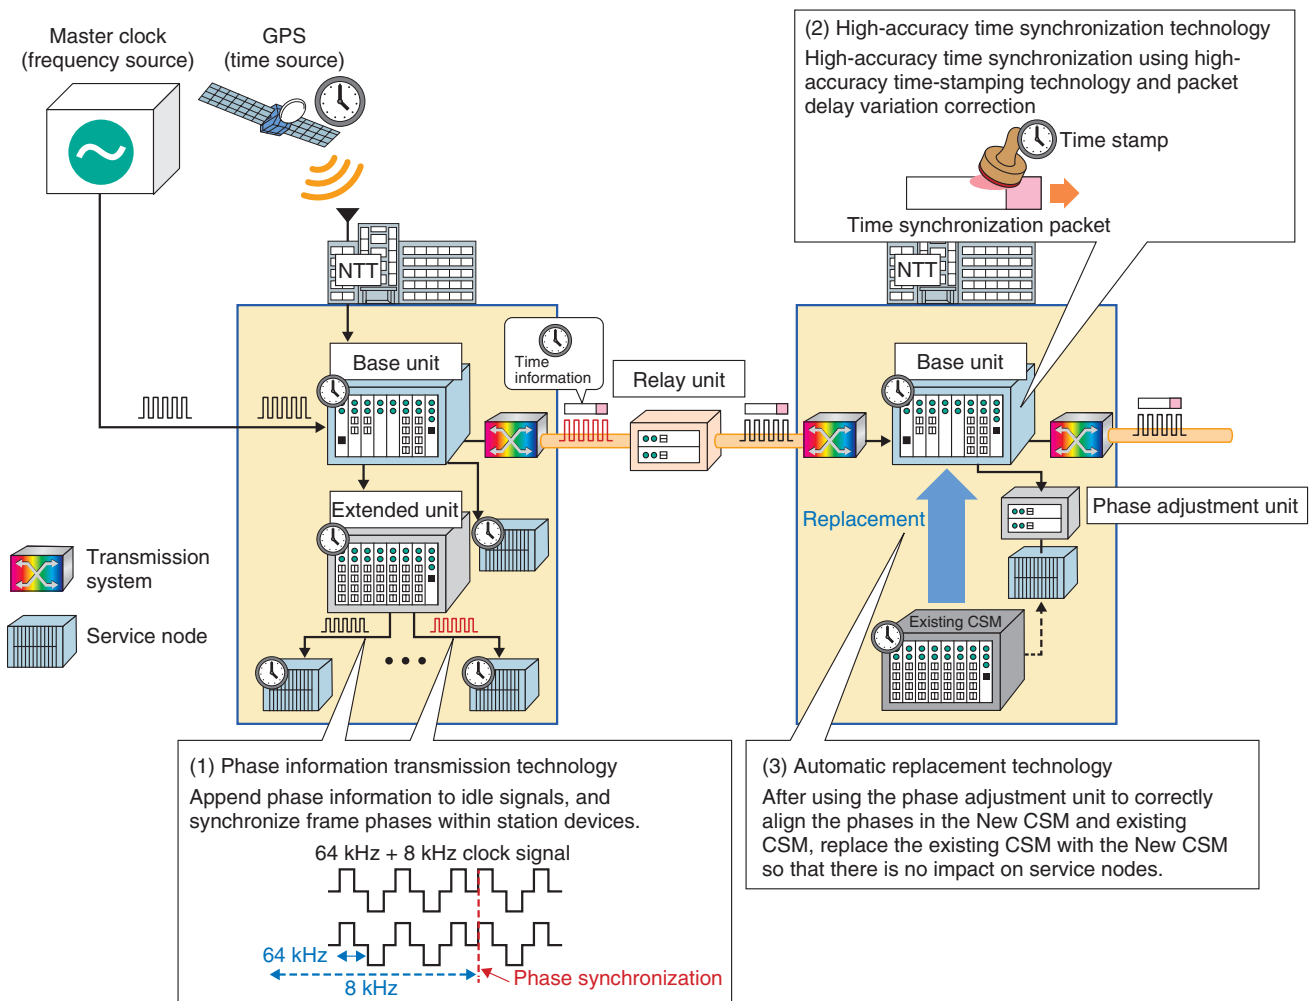 Master clock
(frequency source)
GPS
(time source)
(2) High-accuracy time synchronization technology
High-accuracy time synchronization using high-
accuracy time-stamping technology and packet
delay variation correction
Time stamp
Time synchronization packet
NTT
NTT
Base unit
Time
information
Relay unit
Base unit
Extended unit
Replacement
Phase adjustment unit
Transmission
system
Service node
Existing CSM
(1) Phase information transmission technology
Append phase information to idle signals, and
synchronize frame phases within station devices.
64 kHz + 8 kHz clock signal
64 kHz
8 kHz
Phase synchronization
(3) Automatic replacement technology
After using the phase adjustment unit to correctly
align the phases in the New CSM and existing
CSM, replace the existing CSM with the New CSM
so that there is no impact on service nodes.